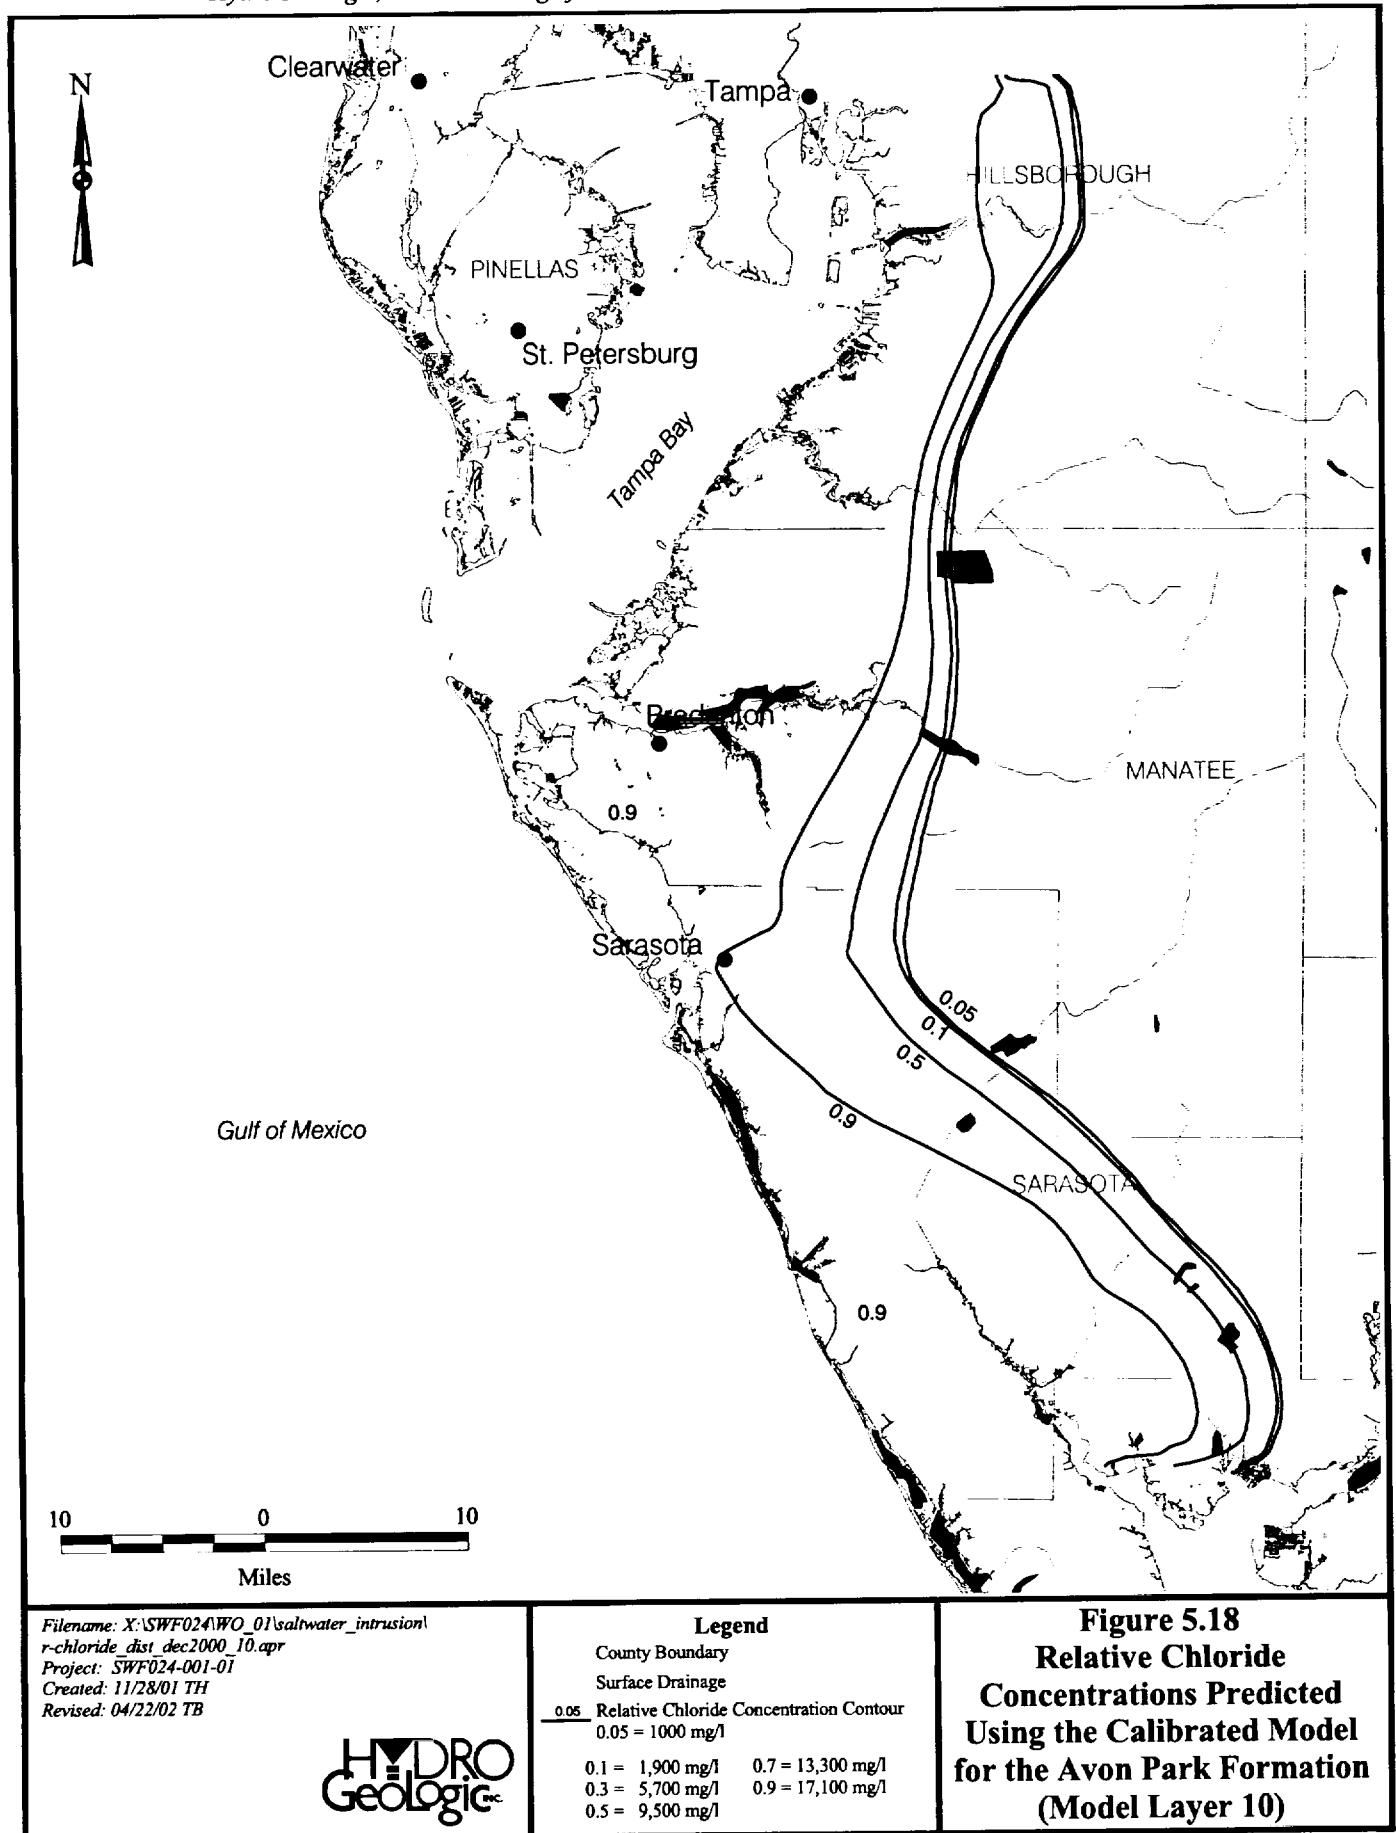 Clearwater
N
Tampa
HILLSBOROUGH
PINELLAS
St. Petersburg
Tampa Bay
Bradenton
MANATEE
0.9
Sarasota
0.05
0.1
0.5
0.9
Gulf of Mexico
SARASOTA
0.9
10 0 10
Miles
Filename: X:\SWF024\WO_01\saltwater_intrusion\
r-chloride_dist_dec2000_10.apr
Project: SWF024-001-01
Created: 11/28/01 TH
Revised: 04/22/02 TB
HYDRO
GeoLogic INC.
Legend
County Boundary
Surface Drainage
0.05 Relative Chloride Concentration Contour
0.05 = 1000 mg/l
0.1 = 1,900 mg/l 0.7 = 13,300 mg/l
0.3 = 5,700 mg/l 0.9 = 17,100 mg/l
0.5 = 9,500 mg/l
Figure 5.18
Relative Chloride
Concentrations Predicted
Using the Calibrated Model
for the Avon Park Formation
(Model Layer 10)